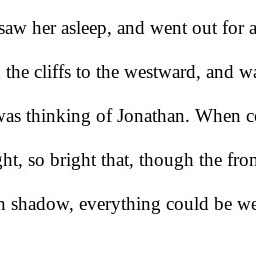 saw her asleep, and went out for a
the cliffs to the westward, and wa
was thinking of Jonathan. When c
ght, so bright that, though the fron
n shadow, everything could be we